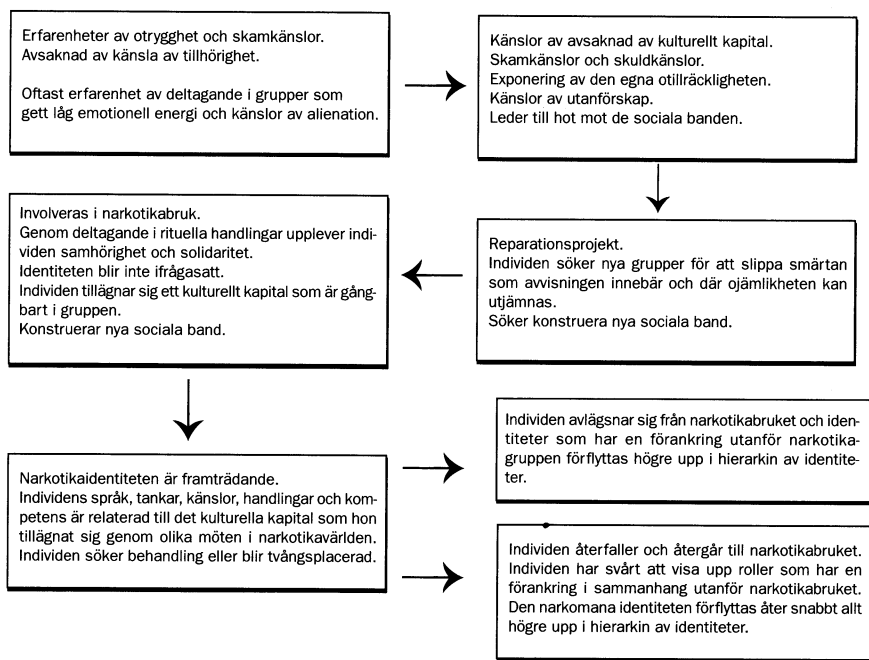 Erfarenheter av otrygghet och skamkänslor.
Avsaknad av känsla av tillhörighet.
Oftast erfarenhet av deltagande i grupper som
gett låg emotionell energi och känslor av alienation.
Känslor av avsaknad av kulturellt kapital.
Skamkänslor och skuldkänslor.
Exponering av den egna otillräckligheten.
Känslor av utanförskap.
Leder till hot mot de sociala banden.
Reparationsprojekt.
Individen söker nya grupper för att slippa smärtan
som avvisningen innebär och där ojämlikheten kan
utjämnas.
Söker konstruera nya sociala band.
Involveras i narkotikabruk.
Genom deltagande i rituella handlingar upplever indi-
viden samhörighet och solidaritet.
Identiteten blir inte ifrågasatt.
Individen tillägnar sig ett kulturellt kapital som är gång-
bart i gruppen.
Konstruerar nya sociala band.
Narkotikaidentiteten är framträdande.
Individens språk, tankar, känslor, handlingar och kom-
petens är relaterad till det kulturella kapital som hon
tillägnat sig genom olika möten i narkotikavärlden.
Individen söker behandling eller blir tvångsplacerad.
Individen avlägsnar sig från narkotikabruket och iden-
titeter som har en förankring utanför narkotika-
gruppen förflyttas högre upp i hierarkin av identite-
ter.
Individen återfaller och återgår till narkotikabruket.
Individen har svårt att visa upp roller som har en
förankring i sammanhang utanför narkotikabruket.
Den narkomana identiteten förflyttas åter snabbt allt
högre upp i hierarkin av identiteter.